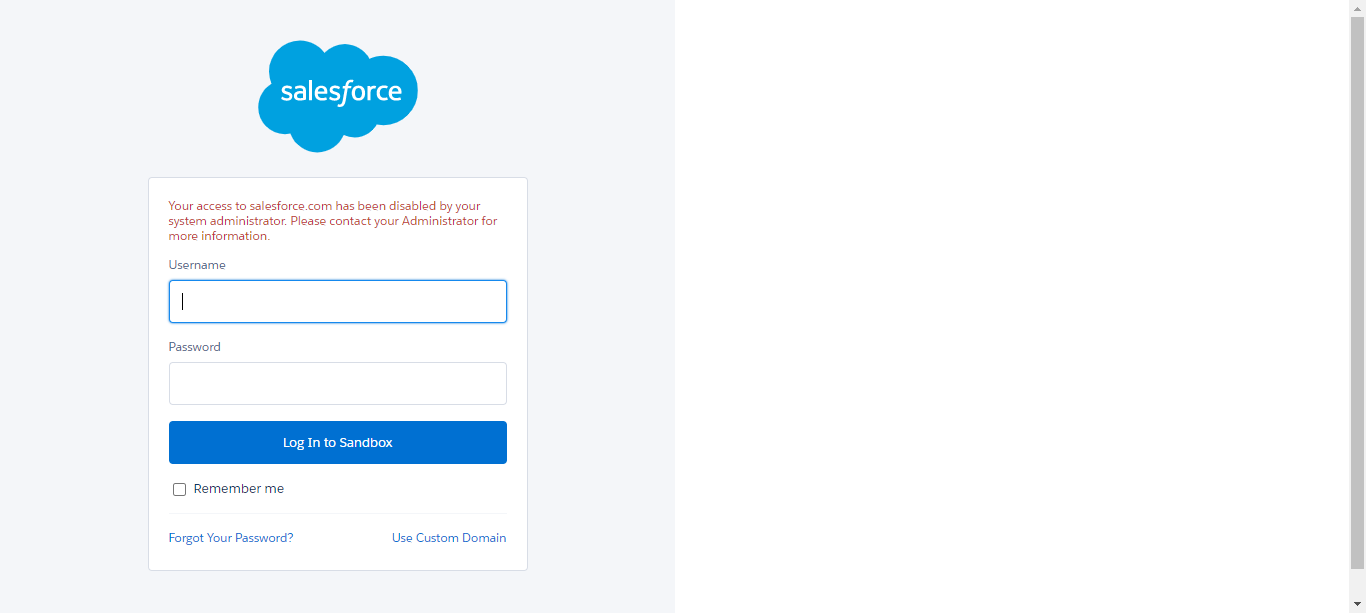 salesforce
Your access to salesforce.com has been disabled by your
system administrator. Please contact your Administrator for
more information.
Username
Password
Log In to Sandbox
Remember me
Forgot Your Password?
Use Custom Domain